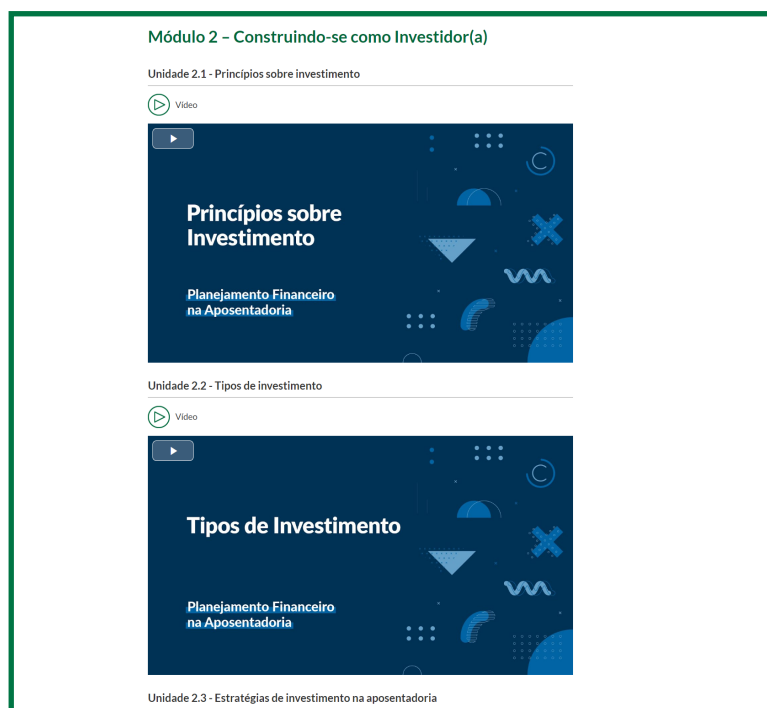 Módulo 2 – Construindo-se como Investidor(a)
Unidade 2.1 - Princípios sobre investimento
Vídeo
Princípios sobre
Investimento
Planejamento Financeiro
na Aposentadoria
Unidade 2.2 - Tipos de investimento
Vídeo
Tipos de Investimento
Planejamento Financeiro
na Aposentadoria
Unidade 2.3 - Estratégias de investimento na aposentadoria